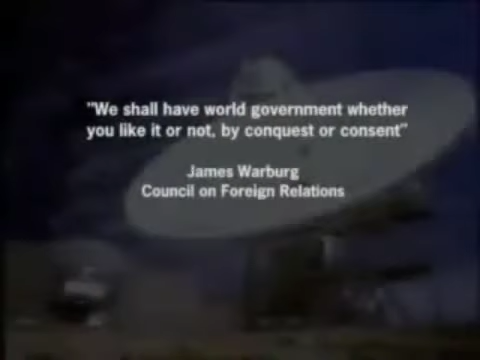 "We shall have world government whether
you like it or not, by conquest or consent"
James Warburg
Council on Foreign Relations